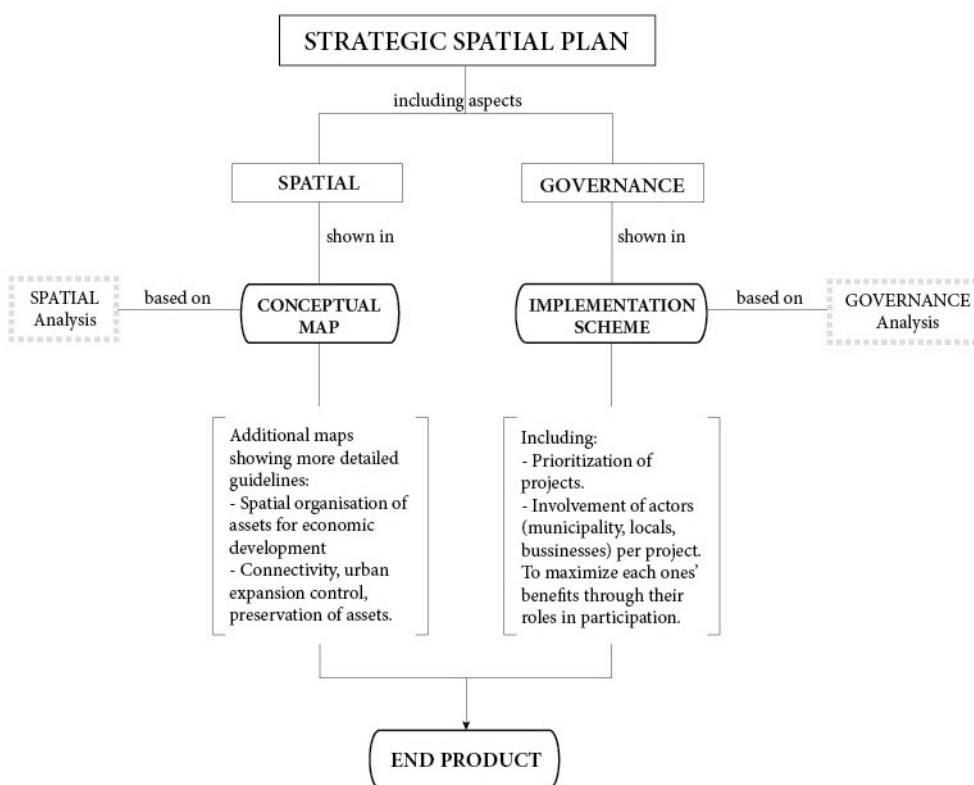 STRATEGIC SPATIAL PLAN
including aspects
SPATIAL
GOVERNANCE
shown in
shown in
SPATIAL
Analysis
based on
CONCEPTUAL
MAP
IMPLEMENTATION
SCHEME
based on
GOVERNANCE
Analysis
Additional maps
showing more detailed
guidelines:
- Spatial organisation of
assets for economic
development
- Connectivity, urban
expansion control,
preservation of assets.
Including:
- Prioritization of
projects.
- Involvement of actors
(municipality, locals,
bussinesses) per project.
To maximize each ones'
benefits through their
roles in participation.
END PRODUCT